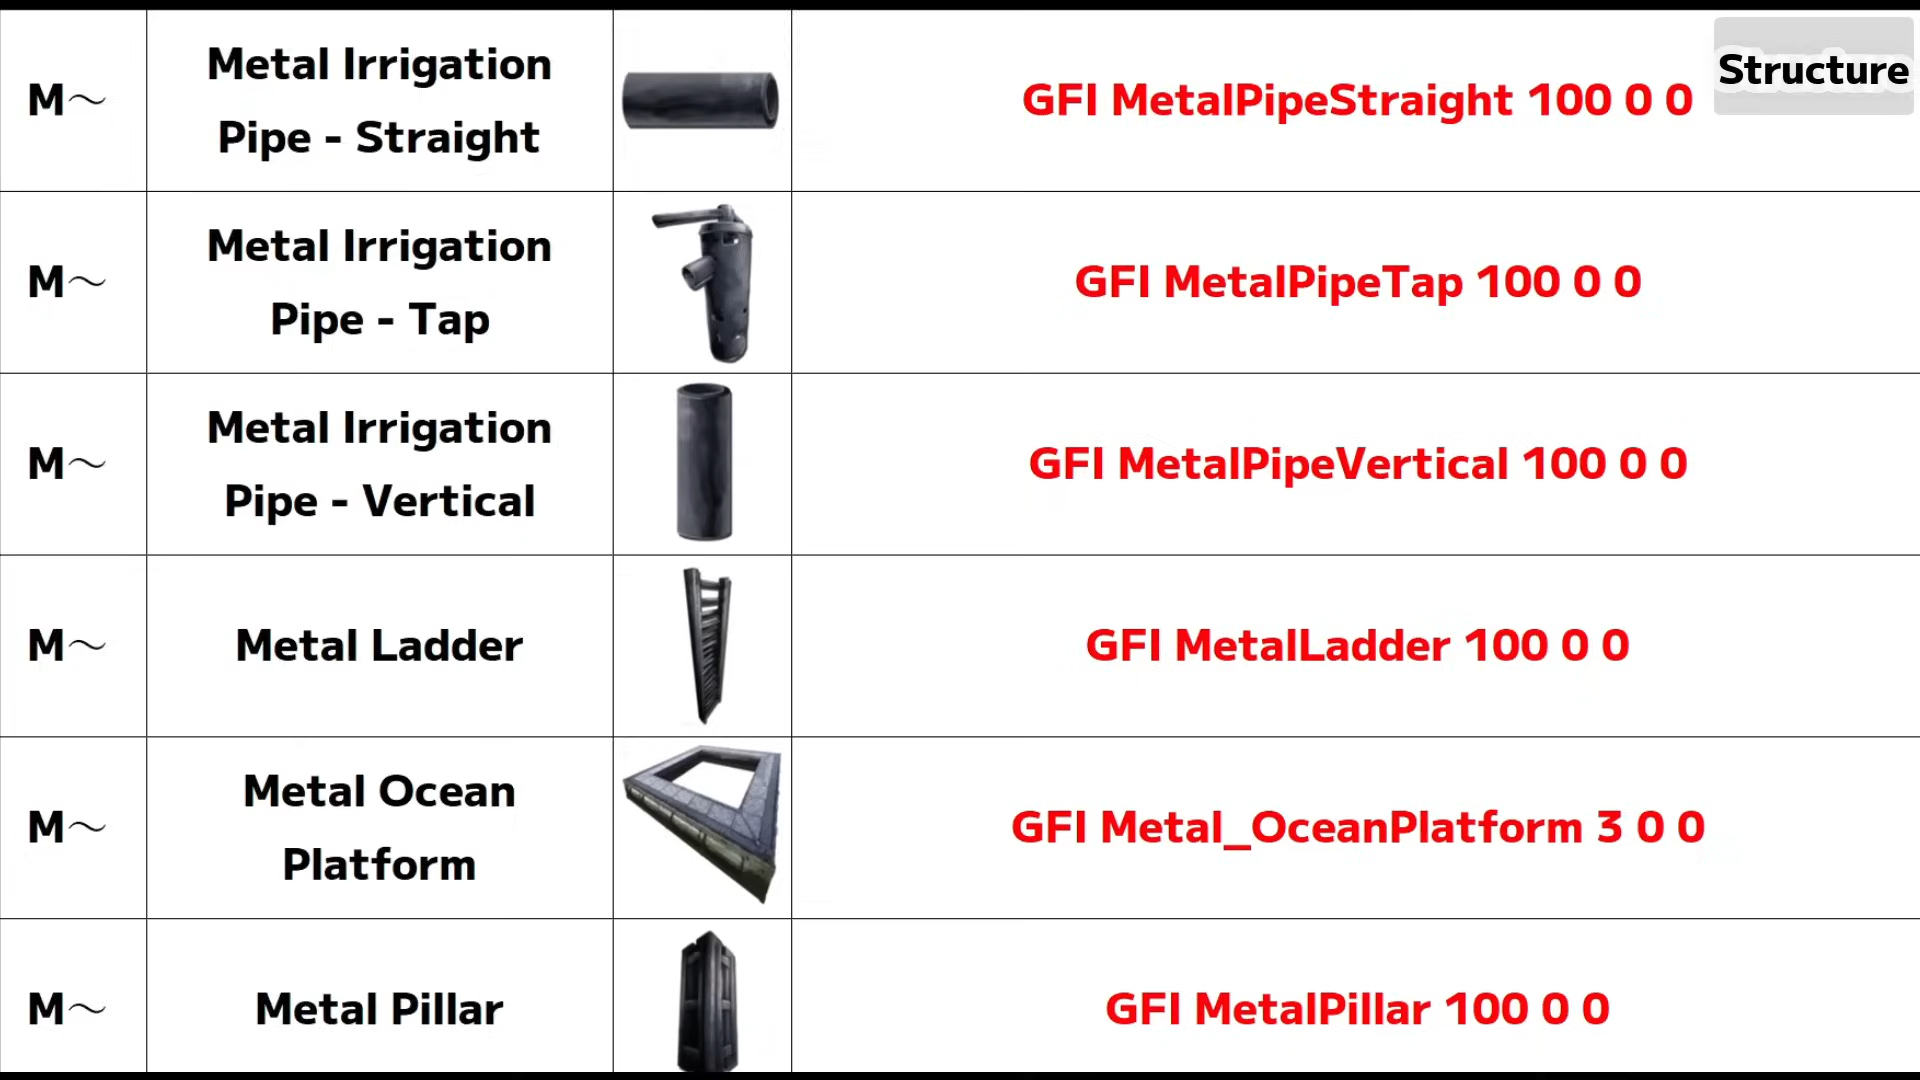 Structure
M〜
Metal Irrigation
Pipe - Straight
GFI MetalPipeStraight 100 0 0
M〜
Metal Irrigation
Pipe - Tap
GFI MetalPipeTap 100 0 0
M〜
Metal Irrigation
Pipe - Vertical
GFI MetalPipeVertical 100 0 0
M〜
Metal Ladder
GFI MetalLadder 100 0 0
M〜
Metal Ocean
Platform
GFI Metal_OceanPlatform 3 0 0
M〜
Metal Pillar
GFI MetalPillar 100 0 0